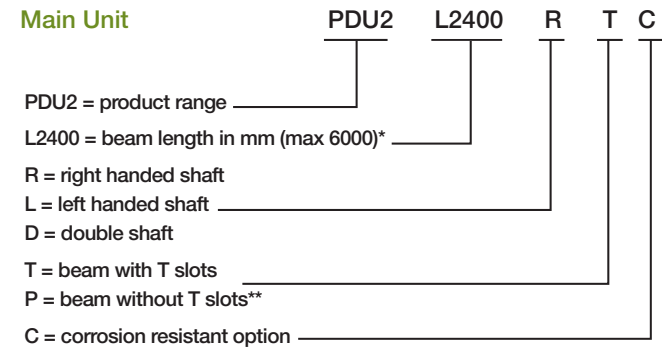 Main Unit PDU2 L2400 R T C
PDU2 = product range
L2400 = beam length in mm (max 6000)*
R = right handed shaft
L = left handed shaft
D = double shaft
T = beam with T slots
P = beam without T slots**
C = corrosion resistant option